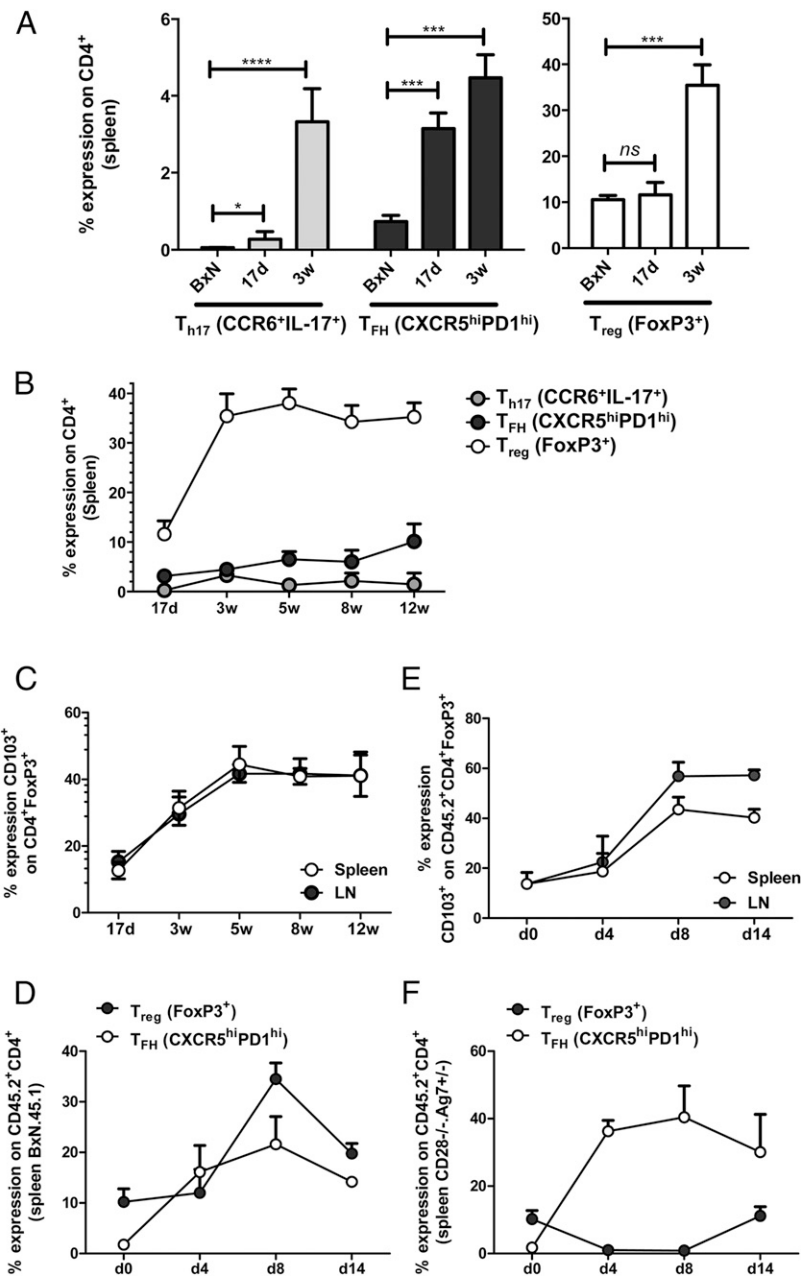 A
% expression on CD4⁺
(spleen)
6
4
2
0
****
*
***
***
BxN
17d
3w
BxN
17d
3w
Th17 (CCR6⁺IL-17⁺)
TFH (CXCR5hiPD1hi)
50
40
30
20
10
0
***
ns
BxN
17d
3w
Treg (FoxP3⁺)
B
% expression on CD4⁺
(Spleen)
40
30
20
10
0
17d 3w 5w 8w 12w
Th17 (CCR6⁺IL-17⁺)
TFH (CXCR5hiPD1hi)
Treg (FoxP3⁺)
C
% expression CD103⁺
on CD4⁺FoxP3⁺
60
40
20
0
Spleen
LN
17d 3w 5w 8w 12w
E
% expression
CD103⁺ on CD45.2⁺CD4⁺FoxP3⁺
80
60
40
20
0
Spleen
LN
d0 d4 d8 d14
D
Treg (FoxP3⁺)
TFH (CXCR5hiPD1hi)
% expression on CD45.2⁺CD4⁺
(spleen BxN.45.1)
40
30
20
10
0
d0 d4 d8 d14
F
Treg (FoxP3⁺)
TFH (CXCR5hiPD1hi)
% expression on CD45.2⁺CD4⁺
(spleen CD28-/-.Ag7+/-)
60
40
20
0
d0 d4 d8 d14